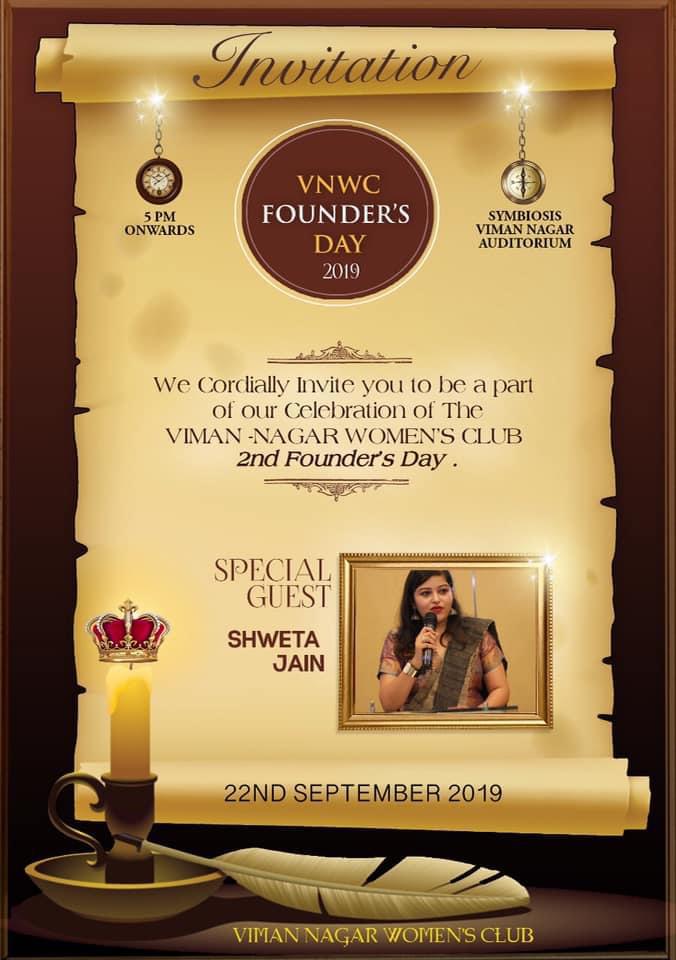 Invitation
5 PM
ONWARDS
VNWC
FOUNDER'S
DAY
2019
SYMBIOSIS
VIMAN NAGAR
AUDITORIUM
We Cordially Invite you to be a part
of our Celebration of The
VIMAN -NAGAR WOMEN'S CLUB
2nd Founder's Day .
SPECIAL
GUEST
SHWETA
JAIN
22ND SEPTEMBER 2019
VIMAN NAGAR WOMEN'S CLUB